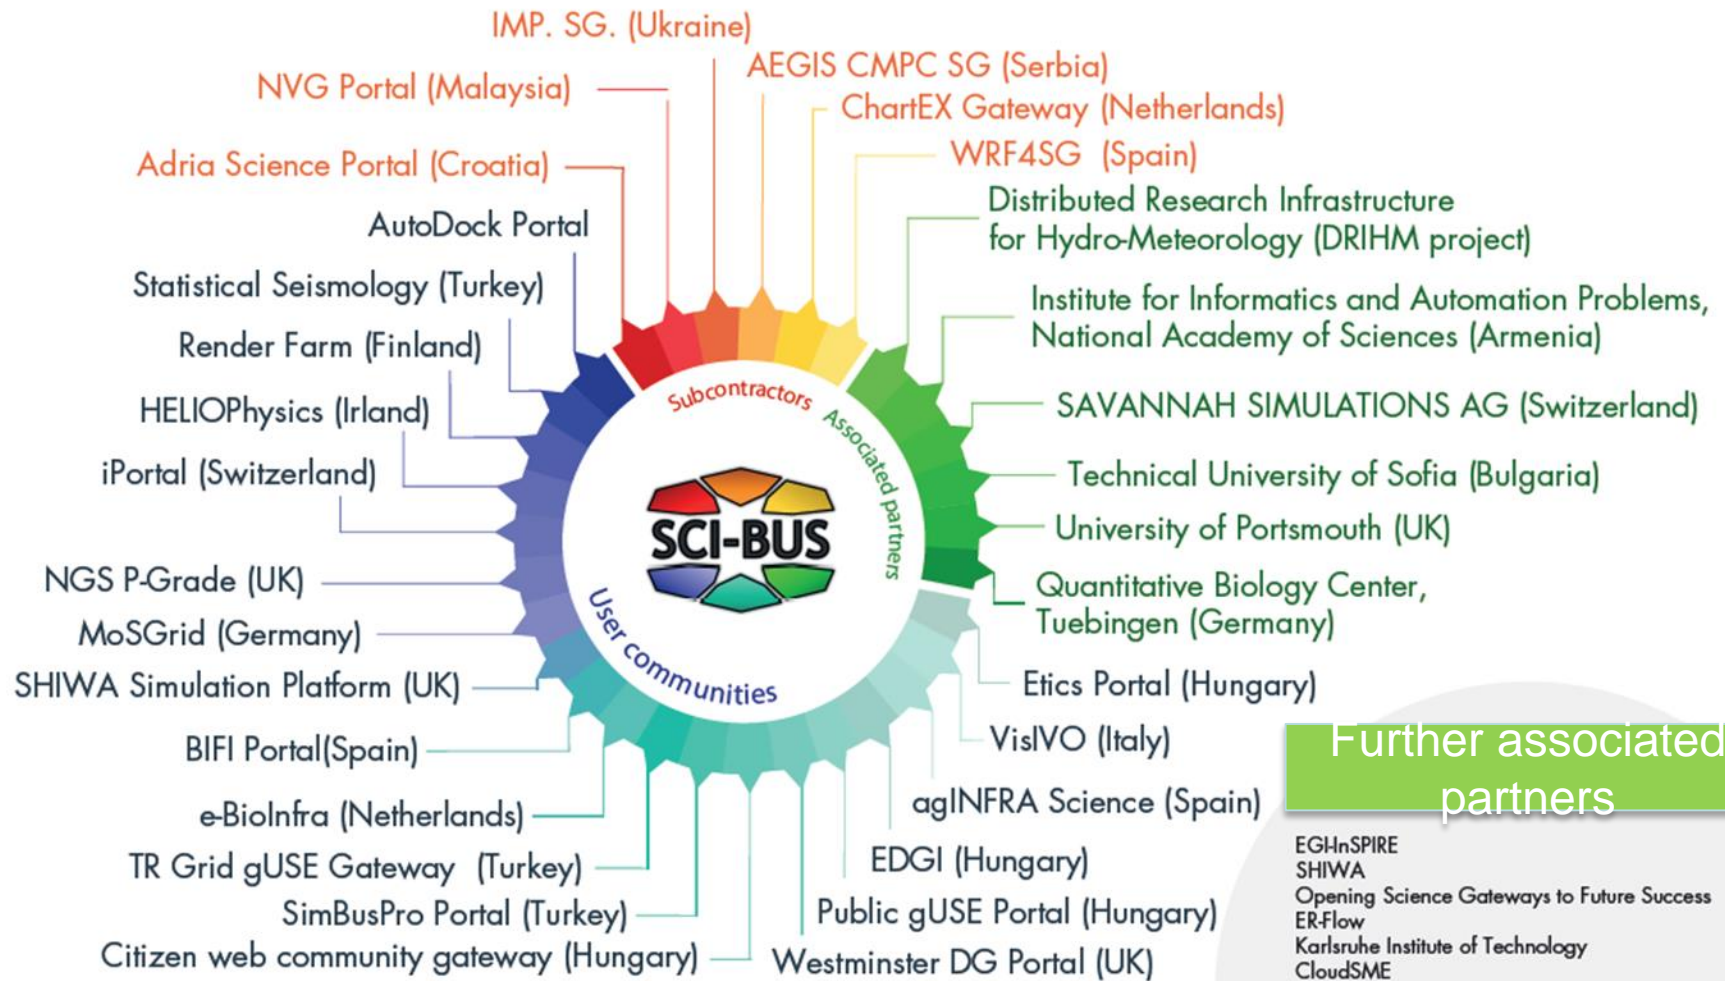 IMP. SG. (Ukraine)
AEGIS CMPC SG (Serbia)
NVG Portal (Malaysia)
ChartEX Gateway (Netherlands)
Adria Science Portal (Croatia)
WRF4SG (Spain)
Distributed Research Infrastructure
for Hydro-Meteorology (DRIHM project)
AutoDock Portal
Statistical Seismology (Turkey)
Institute for Informatics and Automation Problems,
National Academy of Sciences (Armenia)
Render Farm (Finland)
HELIOPhysics (Irland)
SAVANNAH SIMULATIONS AG (Switzerland)
iPortal (Switzerland)
Technical University of Sofia (Bulgaria)
University of Portsmouth (UK)
Subcontractors
Associated partners
SCI-BUS
User communities
NGS P-Grade (UK)
Quantitative Biology Center,
Tuebingen (Germany)
MoSGrid (Germany)
SHIWA Simulation Platform (UK)
Etics Portal (Hungary)
BIFI Portal(Spain)
VisIVO (Italy)
e-BioInfra (Netherlands)
agINFRA Science (Spain)
TR Grid gUSE Gateway (Turkey)
EDGI (Hungary)
SimBusPro Portal (Turkey)
Public gUSE Portal (Hungary)
Citizen web community gateway (Hungary)
Westminster DG Portal (UK)
Further associated
partners
EGI-InSPIRE
SHIWA
Opening Science Gateways to Future Success
ER-Flow
Karlsruhe Institute of Technology
CloudSME